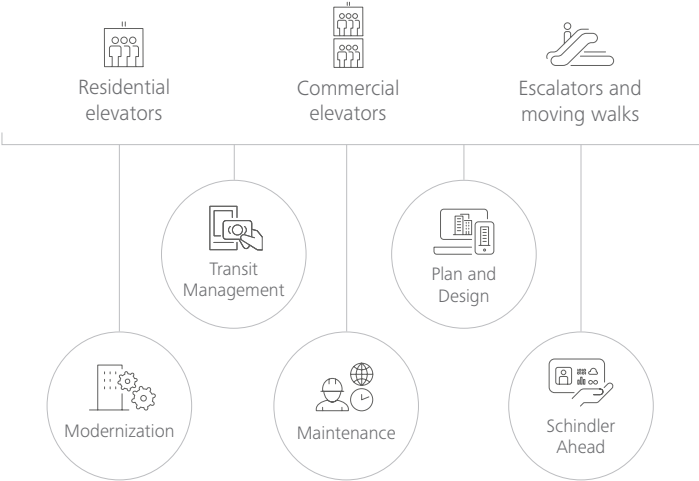 Residential
elevators
Commercial
elevators
Escalators and
moving walks
Transit
Management
Plan and
Design
Modernization
Maintenance
Schindler
Ahead